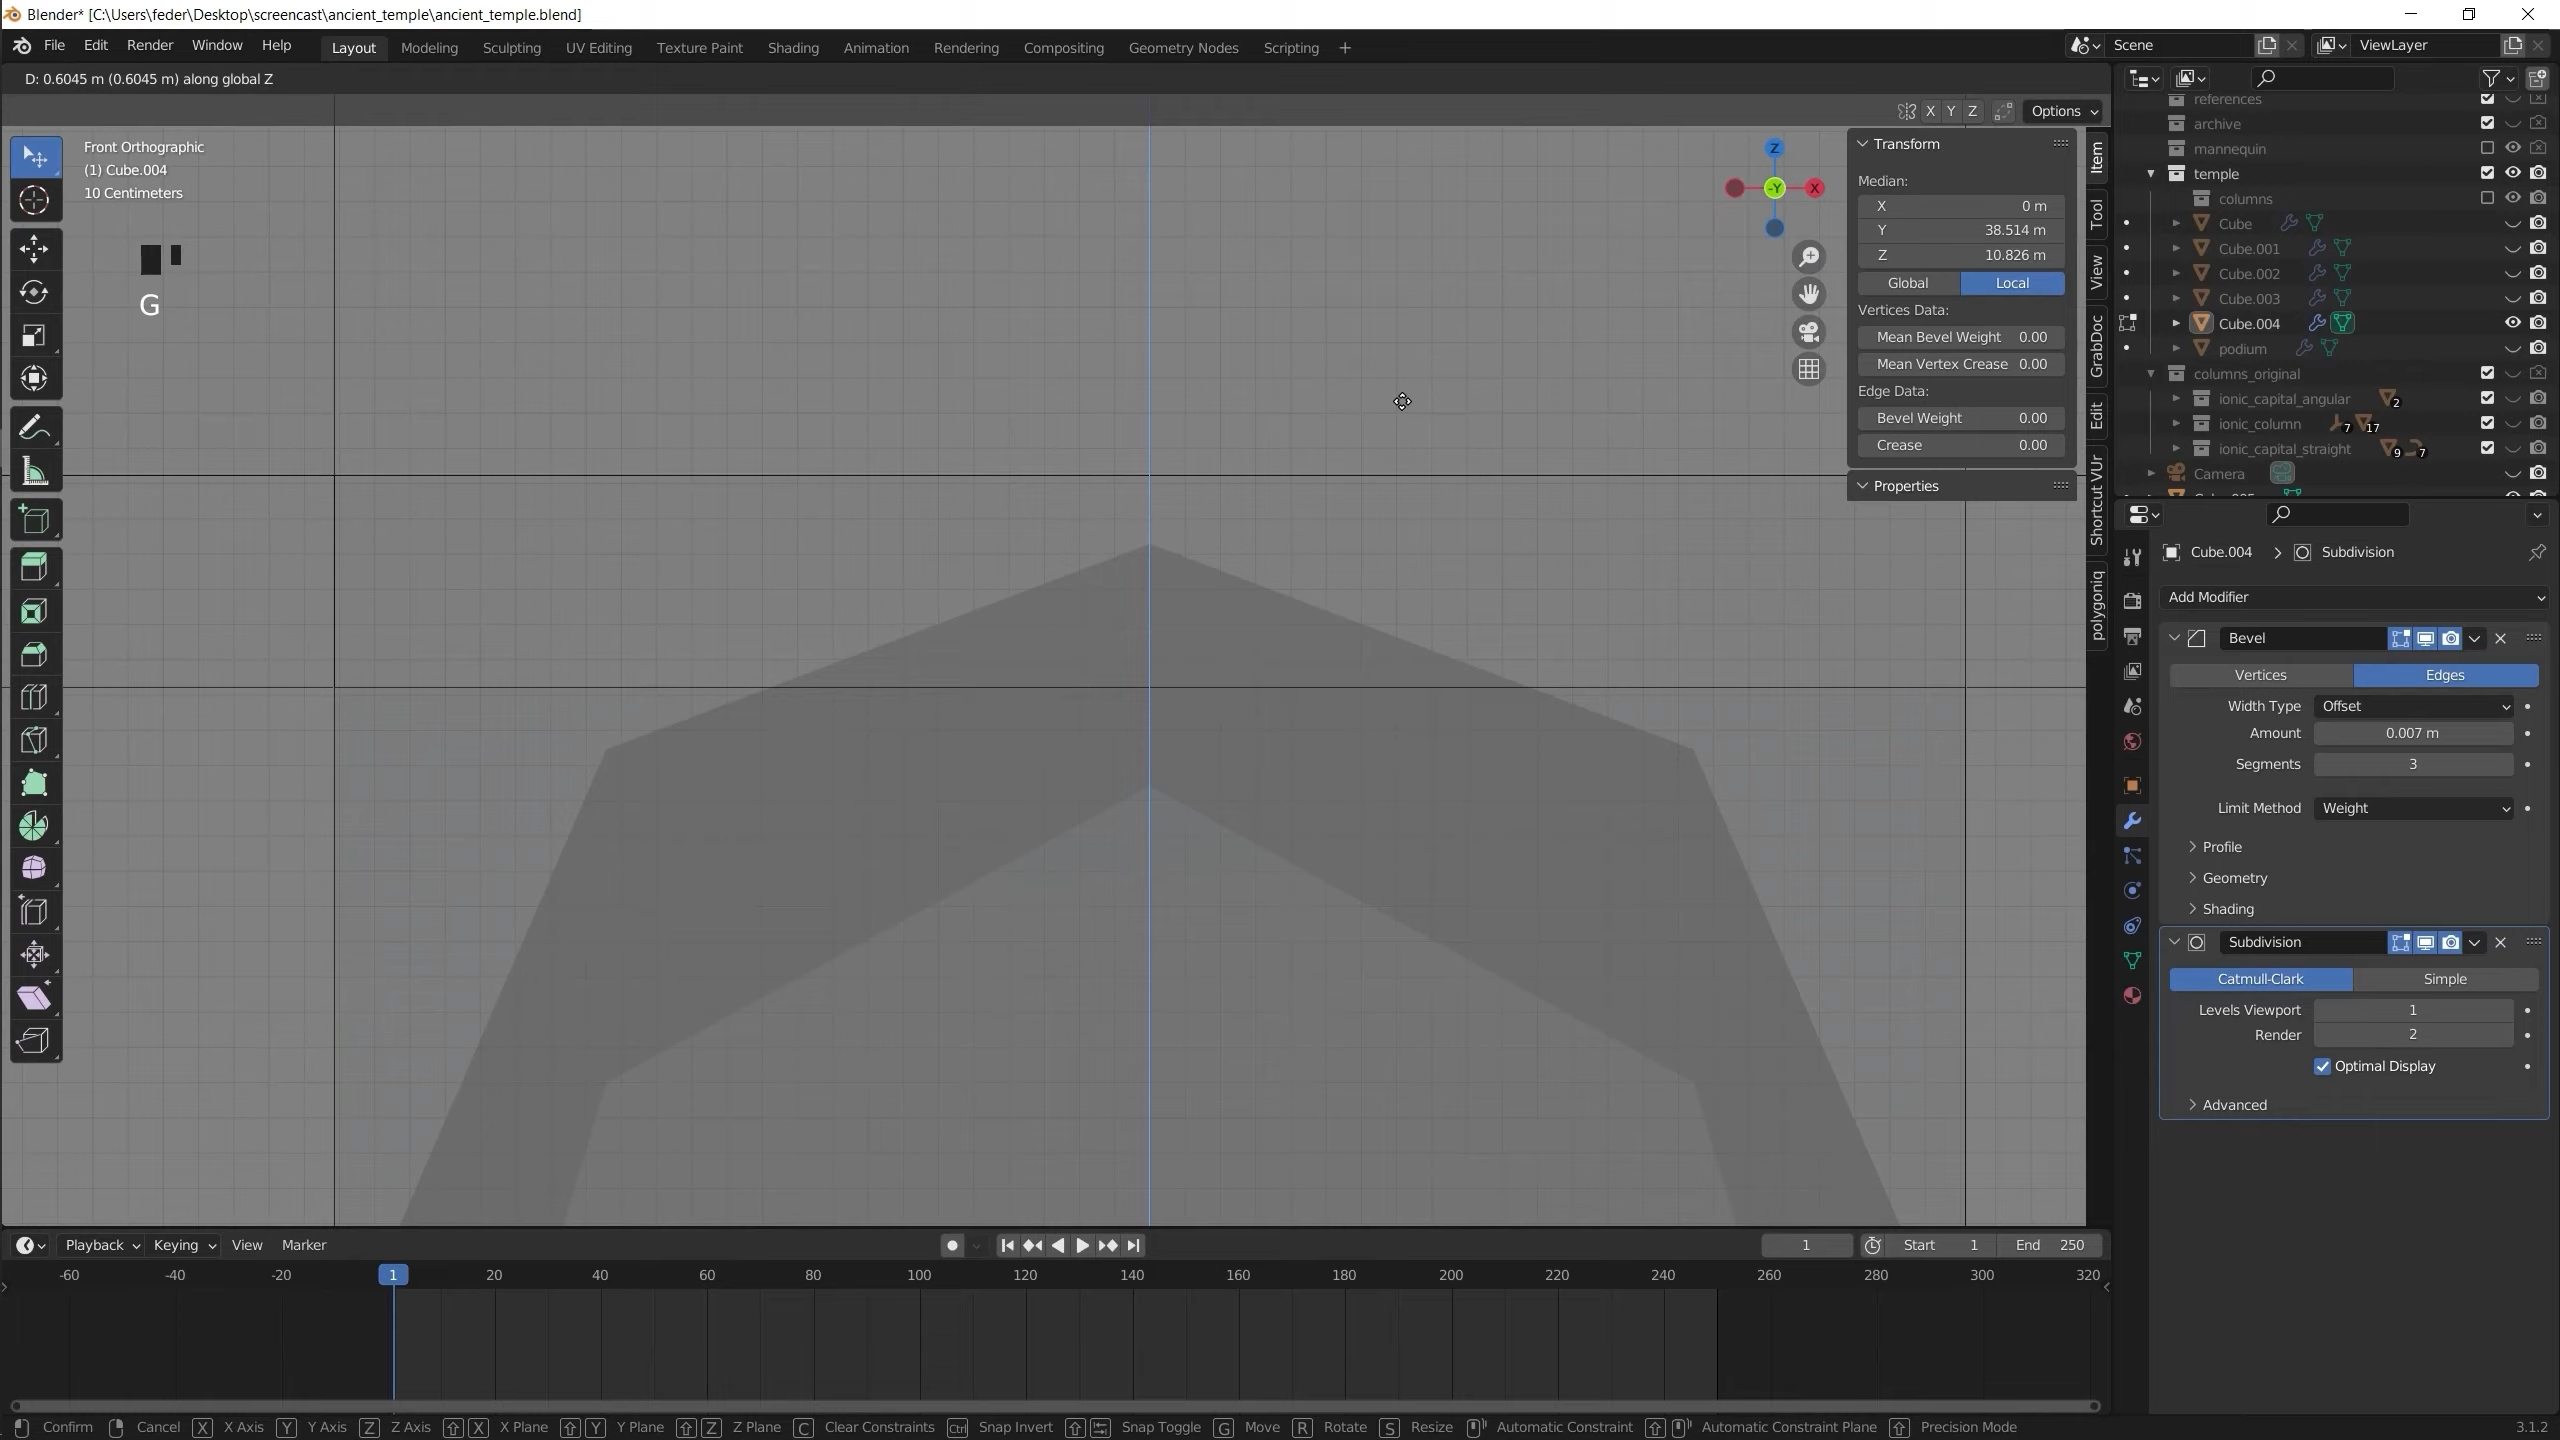 Blender* [C:\Users\feder\Desktop\screencast\ancient_temple\ancient_temple.blend]
File Edit Render Window Help Layout Modeling Sculpting UV Editing Texture Paint Shading Animation Rendering Compositing Geometry Nodes Scripting + Scene ViewLayer
D: 0.6045 m (0.6045 m) along global Z
X Y Z Options
Front Orthographic
(1) Cube.004
10 Centimeters
G
Z
-Y
X
Transform
Median:
X 0 m
Y 38.514 m
Z 10.826 m
Global Local
Vertices Data:
Mean Bevel Weight 0.00
Mean Vertex Crease 0.00
Edge Data:
Bevel Weight 0.00
Crease 0.00
Properties
Item
Tool
View
GrabDoc
Edit
Shortcut VUr
polygoniq
references
archive
mannequin
temple
columns
Cube
Cube.001
Cube.002
Cube.003
Cube.004
podium
columns_original
ionic_capital_angular 2
ionic_column 7 17
ionic_capital_straight 9 7
Camera
Cube.004 > Subdivision
Add Modifier
Bevel
Vertices Edges
Width Type Offset
Amount 0.007 m
Segments 3
Limit Method Weight
Profile
Geometry
Shading
Subdivision
Catmull-Clark Simple
Levels Viewport 1
Render 2
Optimal Display
Advanced
Playback Keying View Marker 1 Start 1 End 250
-60 -40 -20 1 20 40 60 80 100 120 140 160 180 200 220 240 260 280 300 320
Confirm Cancel X X Axis Y Y Axis Z Z Axis X X Plane Y Y Plane Z Z Plane C Clear Constraints Ctrl Snap Invert Snap Toggle G Move R Rotate S Resize Automatic Constraint Automatic Constraint Plane Precision Mode 3.1.2